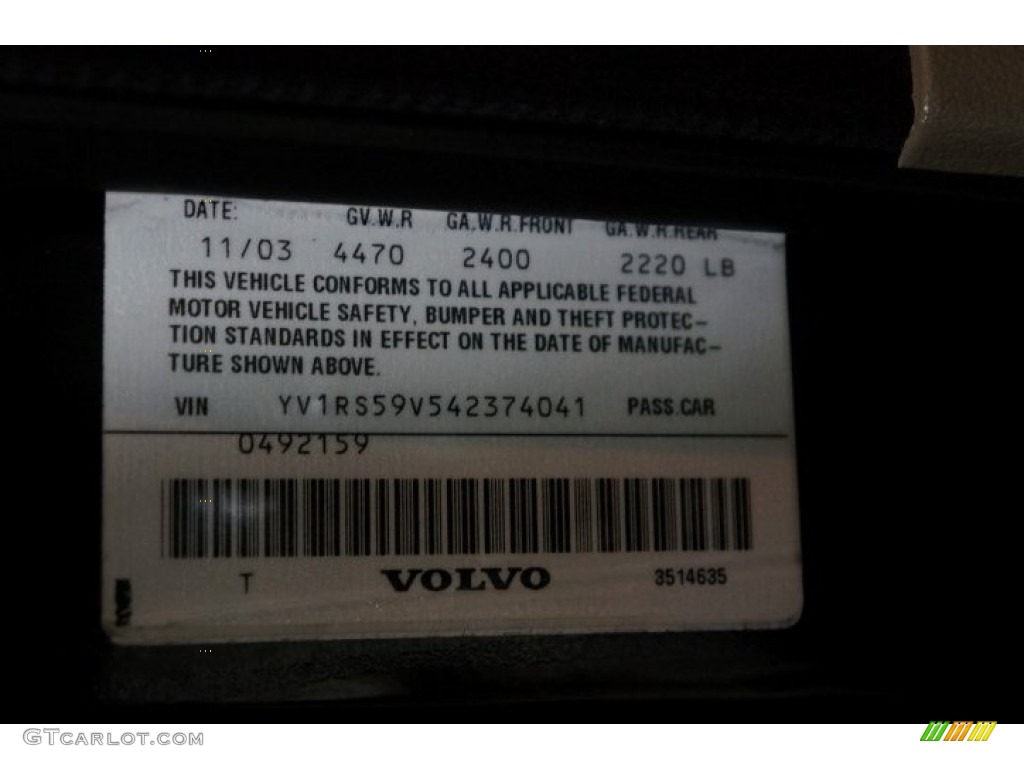 DATE: GV.W.R GA.W.R.FRONT GA.W.R.REAR
11/03 4470 2400 2220 LB
THIS VEHICLE CONFORMS TO ALL APPLICABLE FEDERAL
MOTOR VEHICLE SAFETY, BUMPER AND THEFT PROTEC-
TION STANDARDS IN EFFECT ON THE DATE OF MANUFAC-
TURE SHOWN ABOVE.
VIN YV1RS59V542374041 PASS.CAR
0492159
T VOLVO 3514635
GTCARLOT.COM